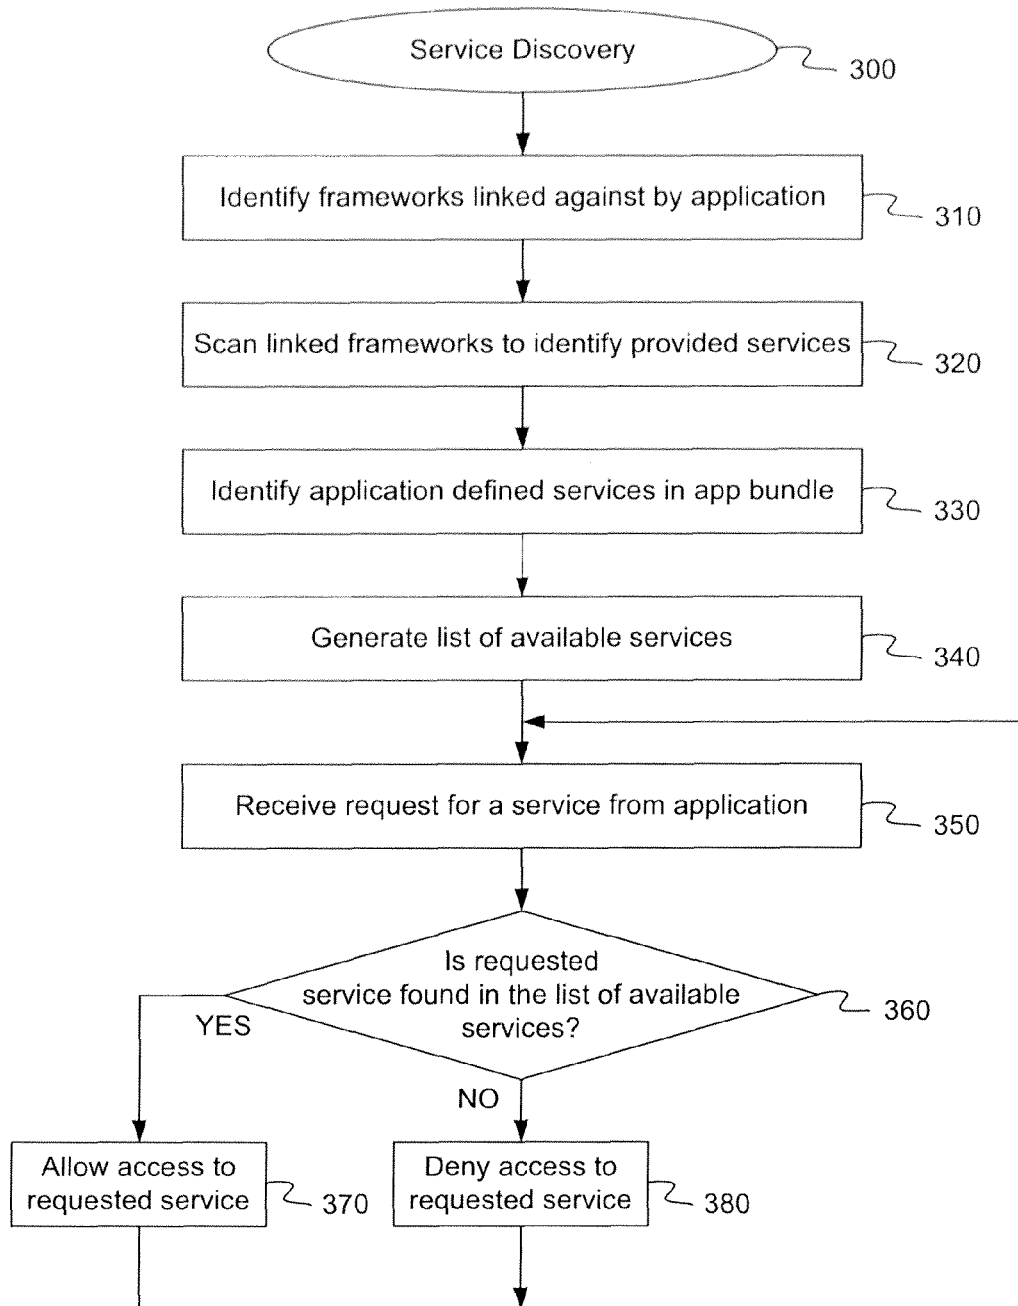 Service Discovery
300
Identify frameworks linked against by application
310
Scan linked frameworks to identify provided services
320
Identify application defined services in app bundle
330
Generate list of available services
340
Receive request for a service from application
350
Is requested
service found in the list of available
services?
360
YES
NO
Allow access to
requested service
370
Deny access to
requested service
380